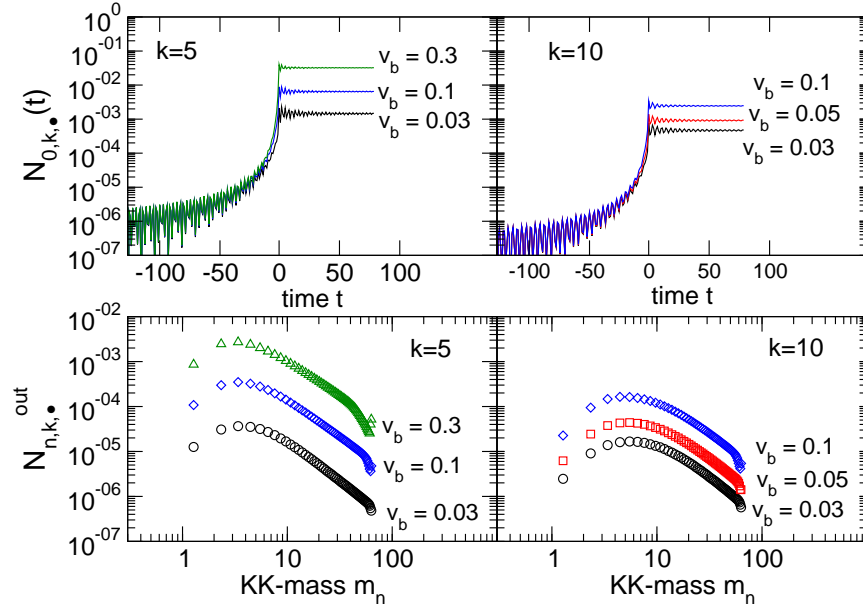 10^0
10^-01
10^-02
10^-03
10^-04
10^-05
10^-06
10^-07
N_0,k,•(t)
k=5
v_b = 0.3
v_b = 0.1
v_b = 0.03
-100 -50 0 50 100
time t
k=10
v_b = 0.1
v_b = 0.05
v_b = 0.03
-100 -50 0 50 100
time t
10^-02
10^-03
10^-04
10^-05
10^-06
10^-07
N_n,k,•^out
k=5
v_b = 0.3
v_b = 0.1
v_b = 0.03
1 10 100
KK-mass m_n
k=10
v_b = 0.1
v_b = 0.05
v_b = 0.03
1 10 100
KK-mass m_n